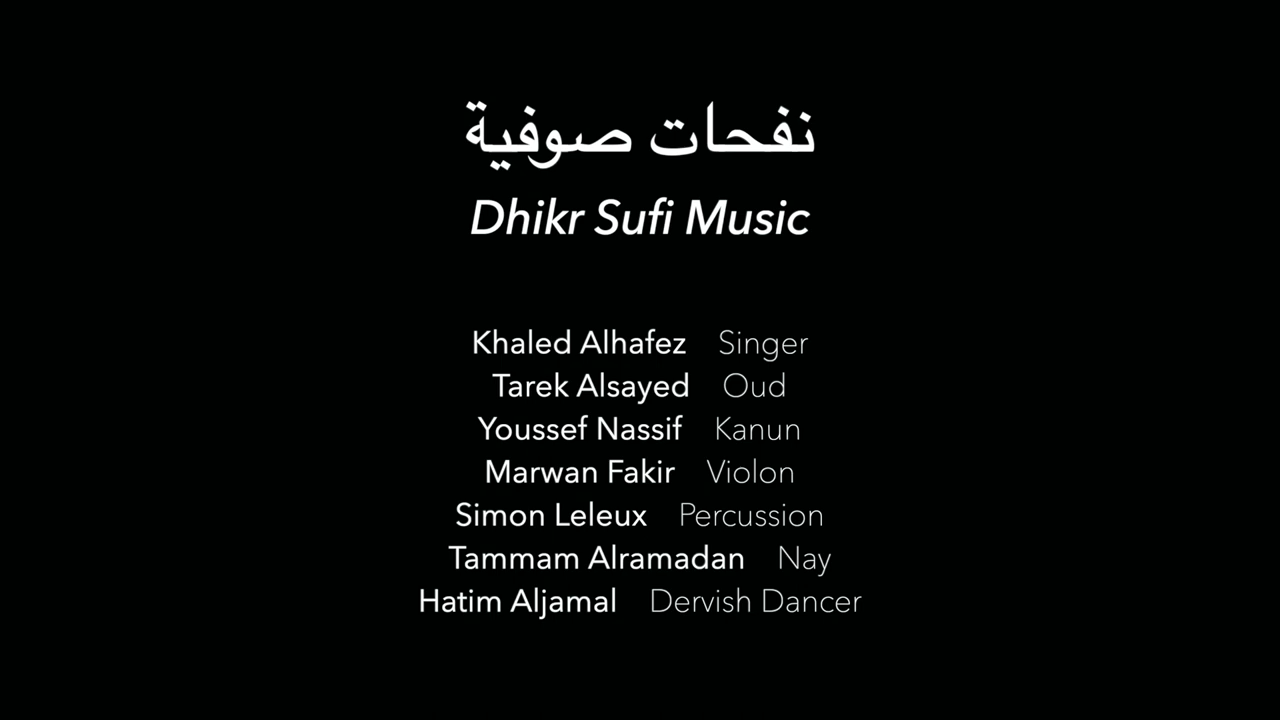 نفحات صوفية
Dhikr Sufi Music
Khaled Alhafez Singer
Tarek Alsayed Oud
Youssef Nassif Kanun
Marwan Fakir Violon
Simon Leleux Percussion
Tammam Alramadan Nay
Hatim Aljamal Dervish Dancer